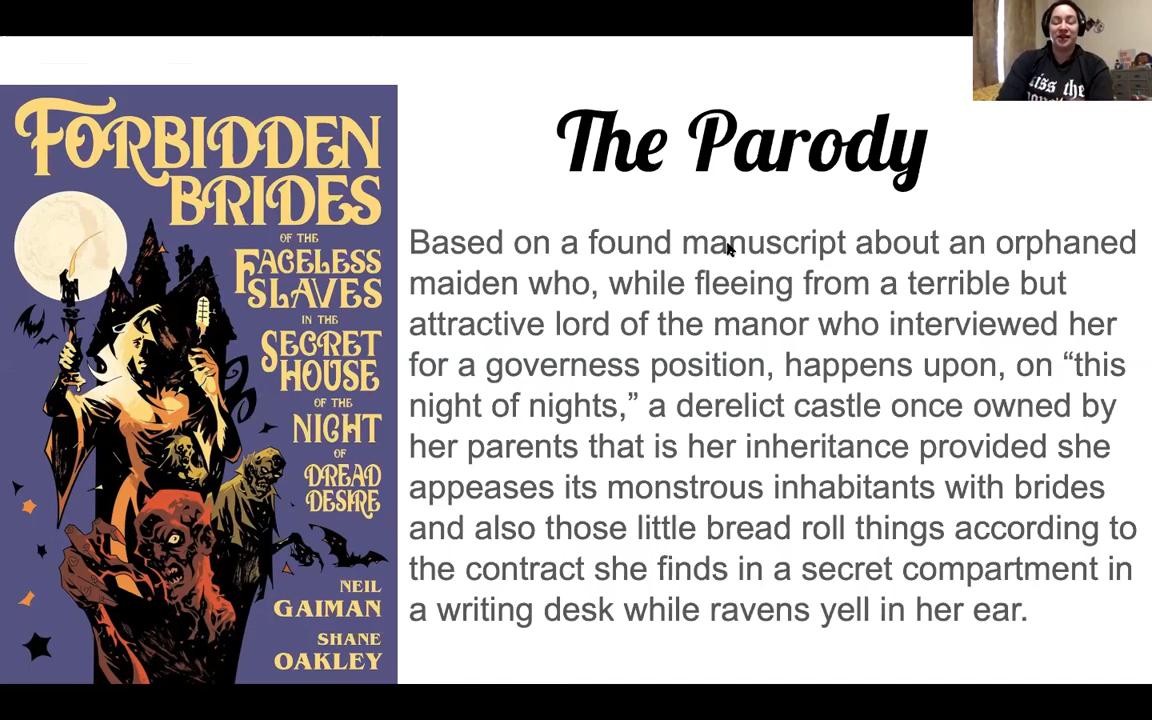 FORBIDDEN
BRIDES
OF THE
FACELESS
SLAVES
IN THE
SECRET
HOUSE
OF THE
NIGHT
OF
DREAD
DESIRE
NEIL
GAIMAN
SHANE
OAKLEY
The Parody
Based on a found manuscript about an orphaned
maiden who, while fleeing from a terrible but
attractive lord of the manor who interviewed her
for a governess position, happens upon, on “this
night of nights,” a derelict castle once owned by
her parents that is her inheritance provided she
appeases its monstrous inhabitants with brides
and also those little bread roll things according to
the contract she finds in a secret compartment in
a writing desk while ravens yell in her ear.
kiss the